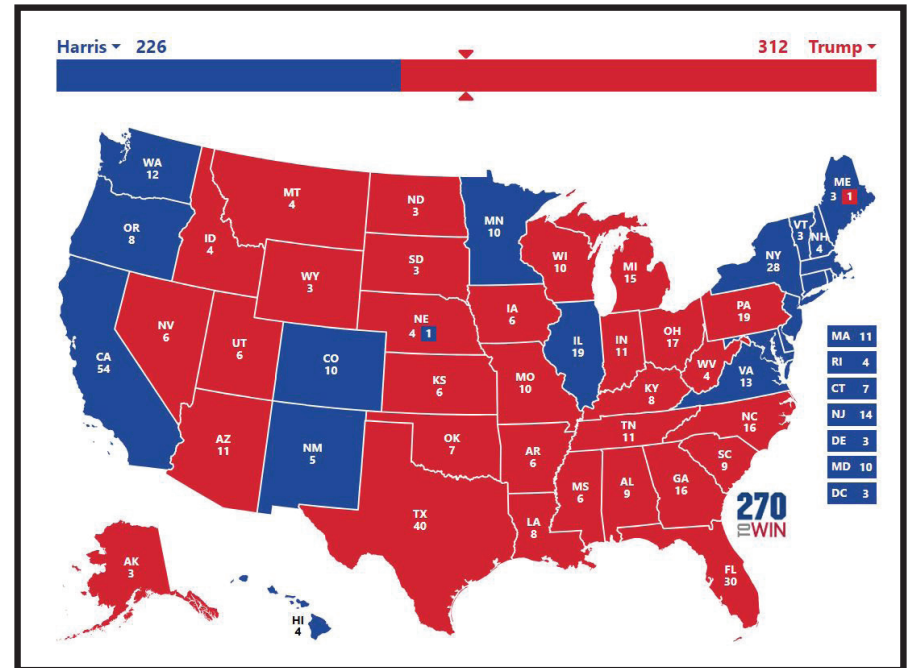 Harris 226
312 Trump
WA
12
OR
8
CA
54
NV
6
ID
4
MT
4
WY
3
UT
6
AZ
11
CO
10
NM
5
ND
3
SD
3
NE
4 1
KS
6
OK
7
TX
40
MN
10
IA
6
MO
10
AR
6
LA
8
WI
10
IL
19
MI
15
IN
11
OH
17
KY
8
TN
11
MS
6
AL
9
GA
16
FL
30
SC
9
NC
16
VA
13
WV
4
PA
19
NY
28
VT
3
NH
4
ME
3 1
MA 11
RI 4
CT 7
NJ 14
DE 3
MD 10
DC 3
AK
3
HI
4
270
TO WIN